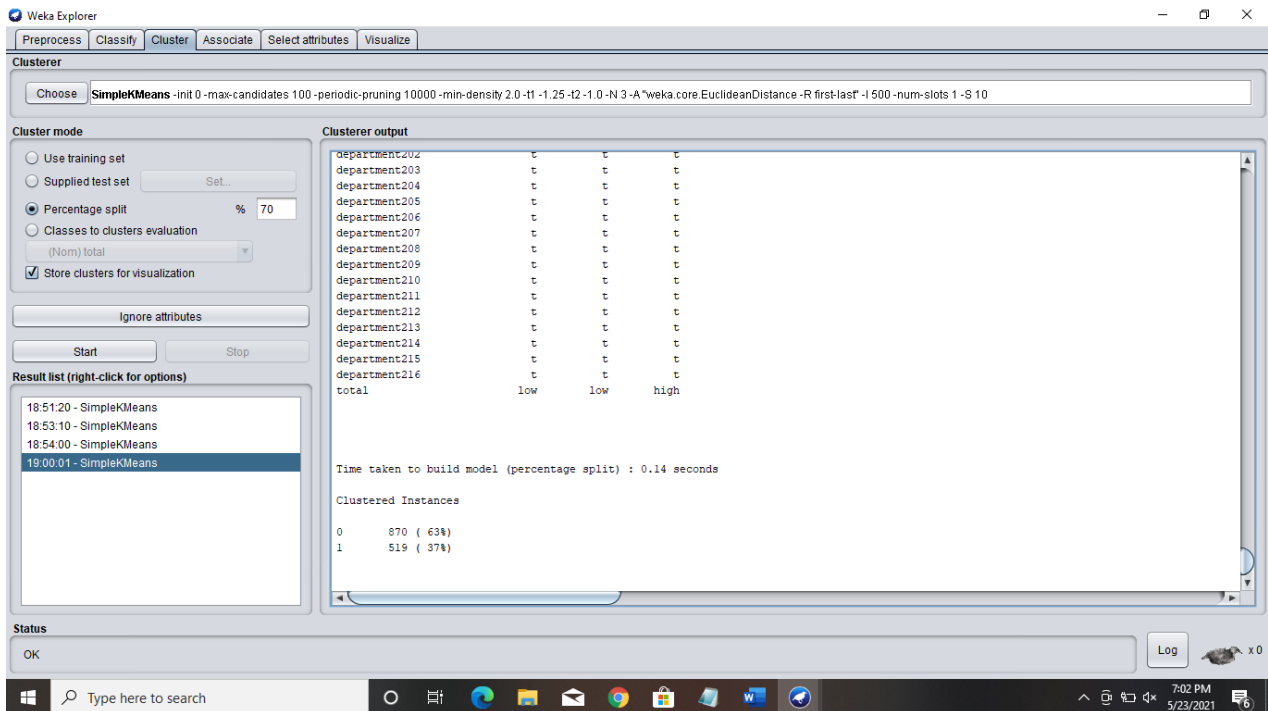 Weka Explorer
Preprocess Classify Cluster Associate Select attributes Visualize
Clusterer
Choose SimpleKMeans -init 0 -max-candidates 100 -periodic-pruning 10000 -min-density 2.0 -t1 -1.25 -t2 -1.0 -N 3 -A "weka.core.EuclideanDistance -R first-last" -I 500 -num-slots 1 -S 10
Cluster mode
Use training set
Supplied test set Set...
Percentage split % 70
Classes to clusters evaluation
(Nom) total
Store clusters for visualization
Ignore attributes
Start Stop
Result list (right-click for options)
18:51:20 - SimpleKMeans
18:53:10 - SimpleKMeans
18:54:00 - SimpleKMeans
19:00:01 - SimpleKMeans
Clusterer output
department202 t t t
department203 t t t
department204 t t t
department205 t t t
department206 t t t
department207 t t t
department208 t t t
department209 t t t
department210 t t t
department211 t t t
department212 t t t
department213 t t t
department214 t t t
department215 t t t
department216 t t t
total low low high
Time taken to build model (percentage split) : 0.14 seconds
Clustered Instances
0 870 ( 63%)
1 519 ( 37%)
Status
OK
Log x 0
Type here to search
7:02 PM
5/23/2021
6